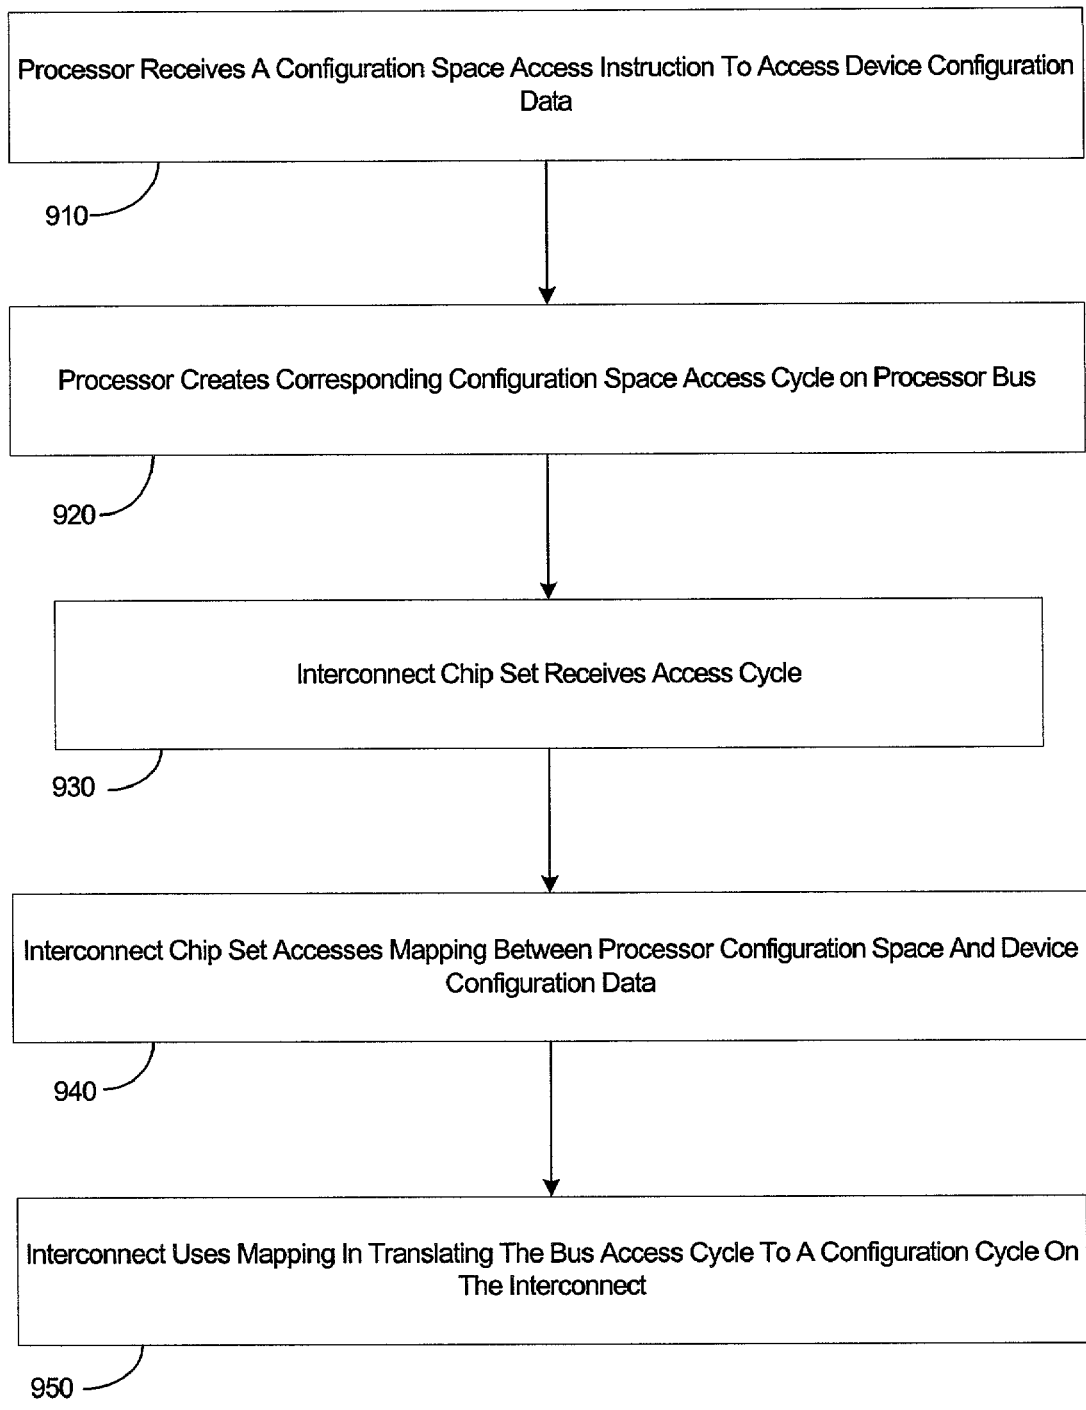 Processor Receives A Configuration Space Access Instruction To Access Device Configuration
Data
910
Processor Creates Corresponding Configuration Space Access Cycle on Processor Bus
920
Interconnect Chip Set Receives Access Cycle
930
Interconnect Chip Set Accesses Mapping Between Processor Configuration Space And Device
Configuration Data
940
Interconnect Uses Mapping In Translating The Bus Access Cycle To A Configuration Cycle On
The Interconnect
950